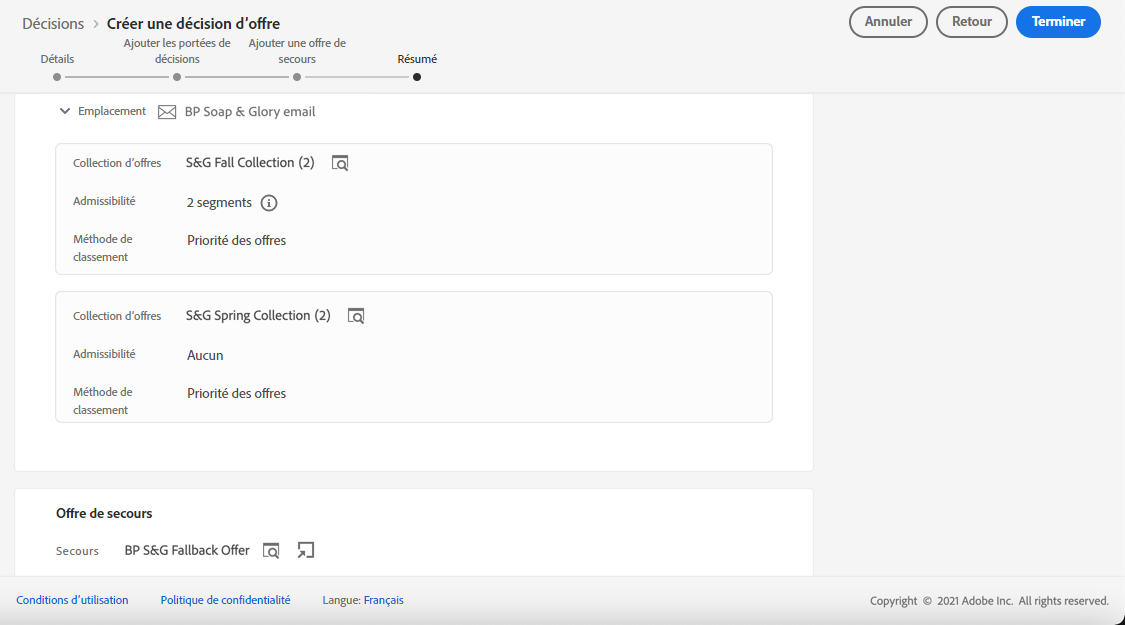 Décisions > Créer une décision d’offre
Annuler
Retour
Terminer
Détails
Ajouter les portées de
décisions
Ajouter une offre de
secours
Résumé
Emplacement BP Soap & Glory email
Collection d’offres S&G Fall Collection (2)
Admissibilité 2 segments
Méthode de
classement
Priorité des offres
Collection d’offres S&G Spring Collection (2)
Admissibilité Aucun
Méthode de
classement
Priorité des offres
Offre de secours
Secours BP S&G Fallback Offer
Conditions d’utilisation Politique de confidentialité Langue: Français Copyright © 2021 Adobe Inc. All rights reserved.